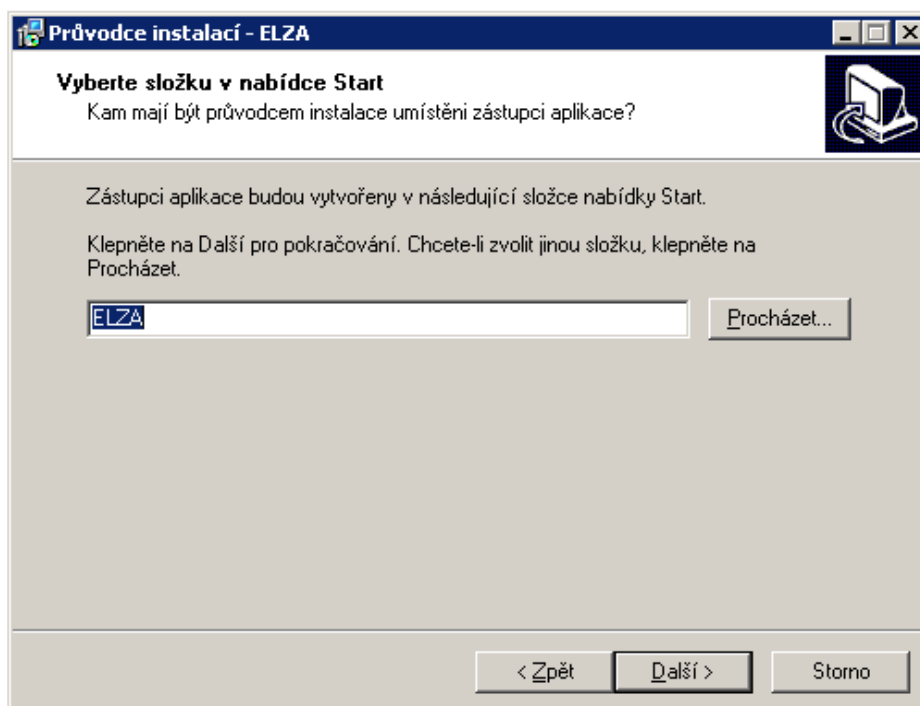 Průvodce instalací - ELZA
Vyberte složku v nabídce Start
Kam mají být průvodcem instalace umístěni zástupci aplikace?
Zástupci aplikace budou vytvořeny v následující složce nabídky Start.
Klepněte na Další pro pokračování. Chcete-li zvolit jinou složku, klepněte na
Procházet.
ELZA
Procházet...
< Zpět
Další >
Storno